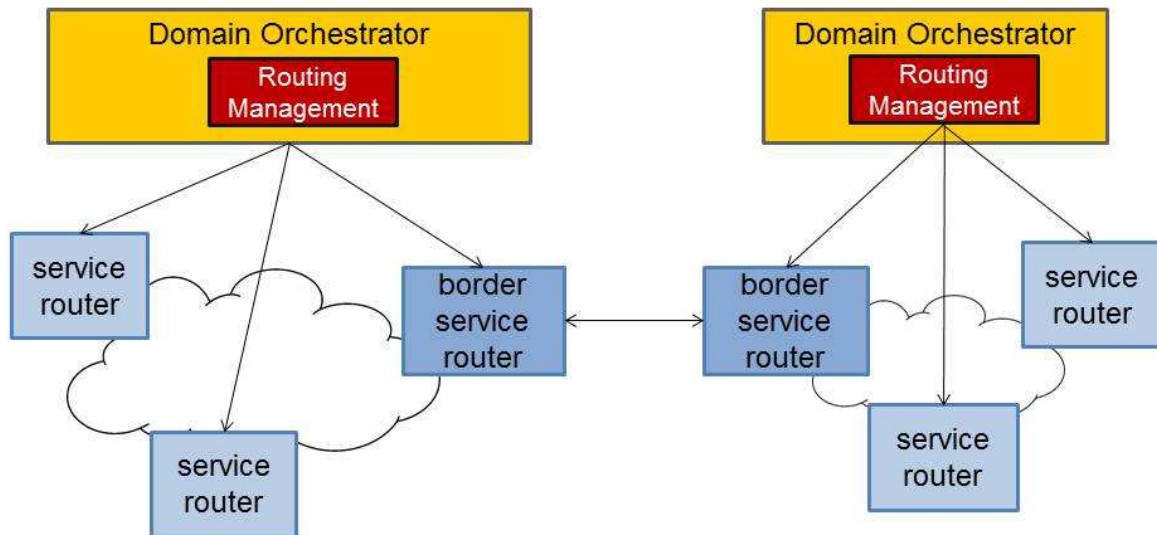 Domain Orchestrator
Routing
Management
Domain Orchestrator
Routing
Management
service
router
border
service
router
service
router
border
service
router
service
router
service
router